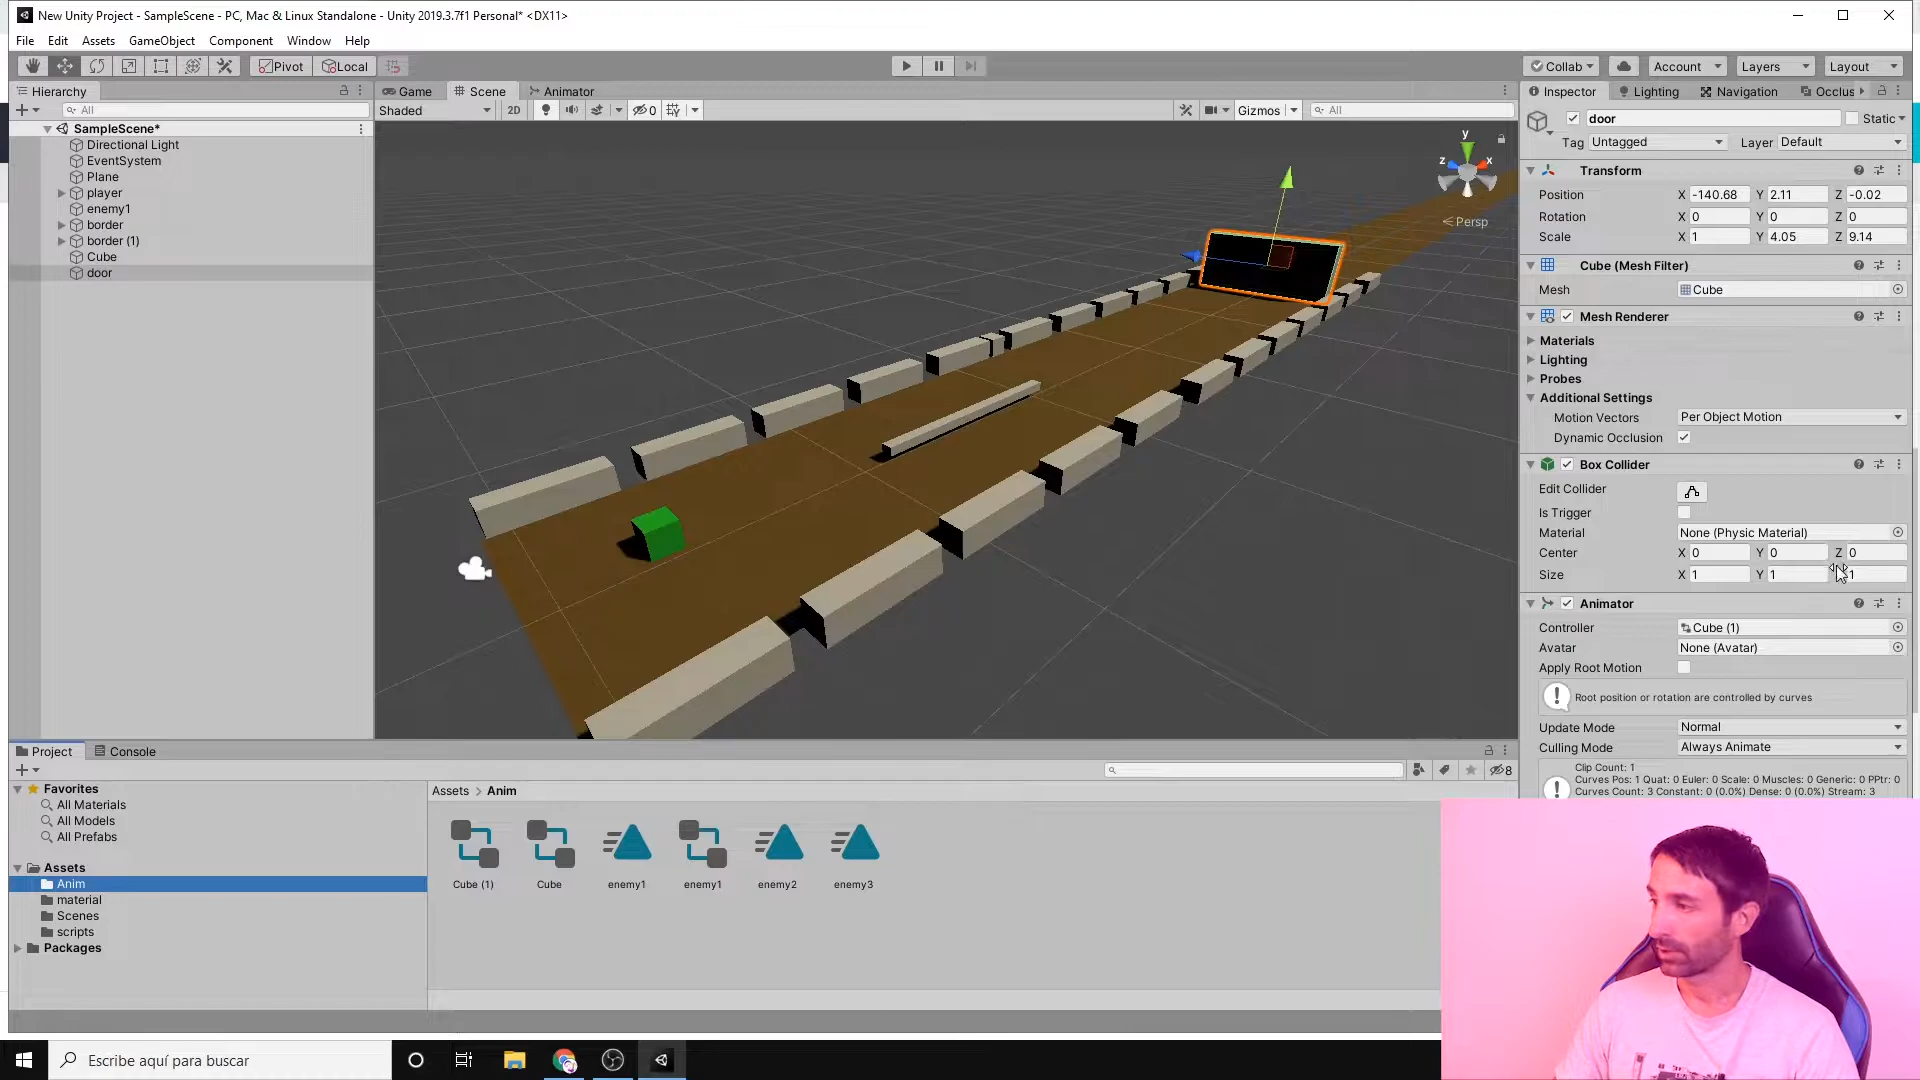 New Unity Project - SampleScene - PC, Mac & Linux Standalone - Unity 2019.3.7f1 Personal* <DX11>
File Edit Assets GameObject Component Window Help
Pivot Local Collab Account Layers Layout
Hierarchy
All
SampleScene*
Directional Light
EventSystem
Plane
player
enemy1
border
border (1)
Cube
door
Game Scene Animator
Shaded 2D 0 Gizmos All
y
z x
Persp
Inspector Lighting Navigation Occlus
door Static
Tag Untagged Layer Default
Transform
Position X -140.68 Y 2.11 Z -0.02
Rotation X 0 Y 0 Z 0
Scale X 1 Y 4.05 Z 9.14
Cube (Mesh Filter)
Mesh Cube
Mesh Renderer
Materials
Lighting
Probes
Additional Settings
Motion Vectors Per Object Motion
Dynamic Occlusion
Box Collider
Edit Collider
Is Trigger
Material None (Physic Material)
Center X 0 Y 0 Z 0
Size X 1 Y 1 1
Animator
Controller Cube (1)
Avatar None (Avatar)
Apply Root Motion
Root position or rotation are controlled by curves
Update Mode Normal
Culling Mode Always Animate
Clip Count: 1
Curves Pos: 1 Quat: 0 Euler: 0 Scale: 0 Muscles: 0 Generic: 0 PPtr: 0
Curves Count: 3 Constant: 0 (0.0%) Dense: 0 (0.0%) Stream: 3
Project Console
8
Favorites
All Materials
All Models
All Prefabs
Assets
Anim
material
Scenes
scripts
Packages
Assets > Anim
Cube (1) Cube enemy1 enemy1 enemy2 enemy3
Escribe aquí para buscar